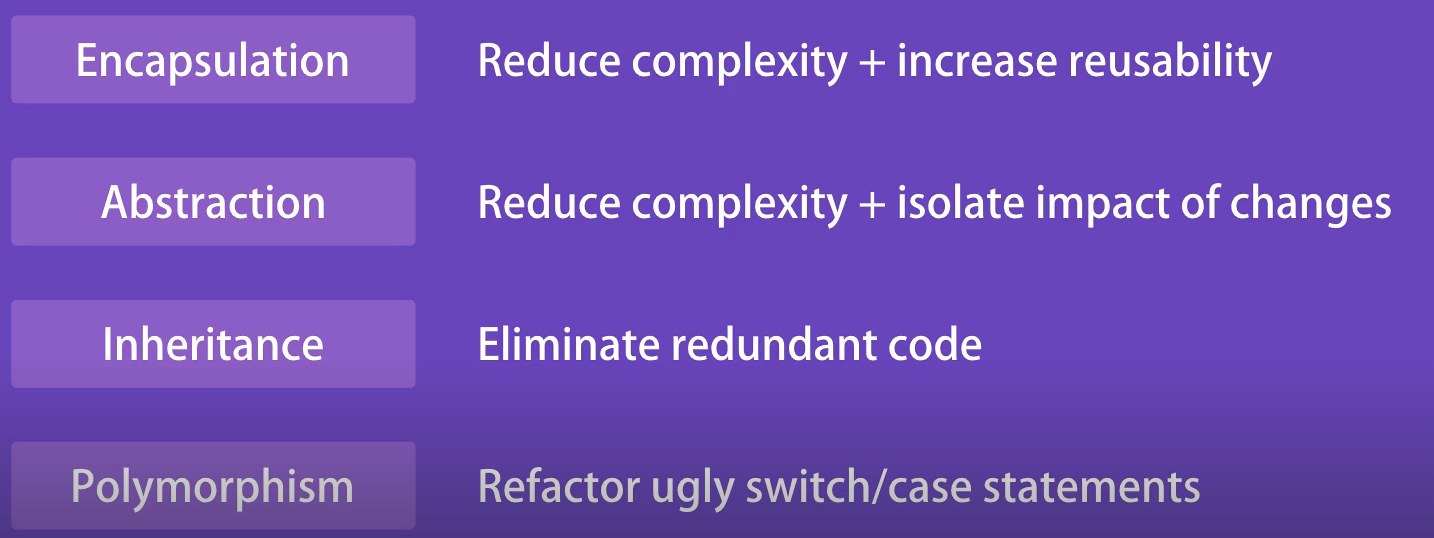 Encapsulation Reduce complexity + increase reusability
Abstraction Reduce complexity + isolate impact of changes
Inheritance Eliminate redundant code
Polymorphism Refactor ugly switch/case statements